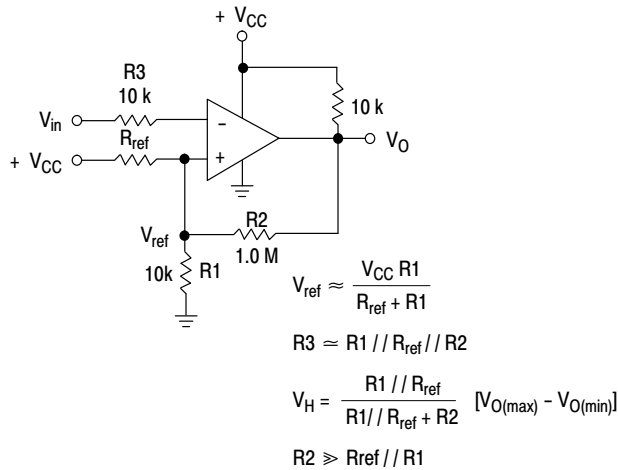 + V_CC
R3
10 k
10 k
V_in
-
V_O
R_ref
+ V_CC
+
R2
V_ref
1.0 M
10k
R1
V_ref ≈ V_CC R1 / (R_ref + R1)
R3 ≃ R1 / / R_ref / / R2
V_H = R1 / / R_ref / (R1/ / R_ref + R2) [V_O(max) - V_O(min)]
R2 ≫ Rref / / R1